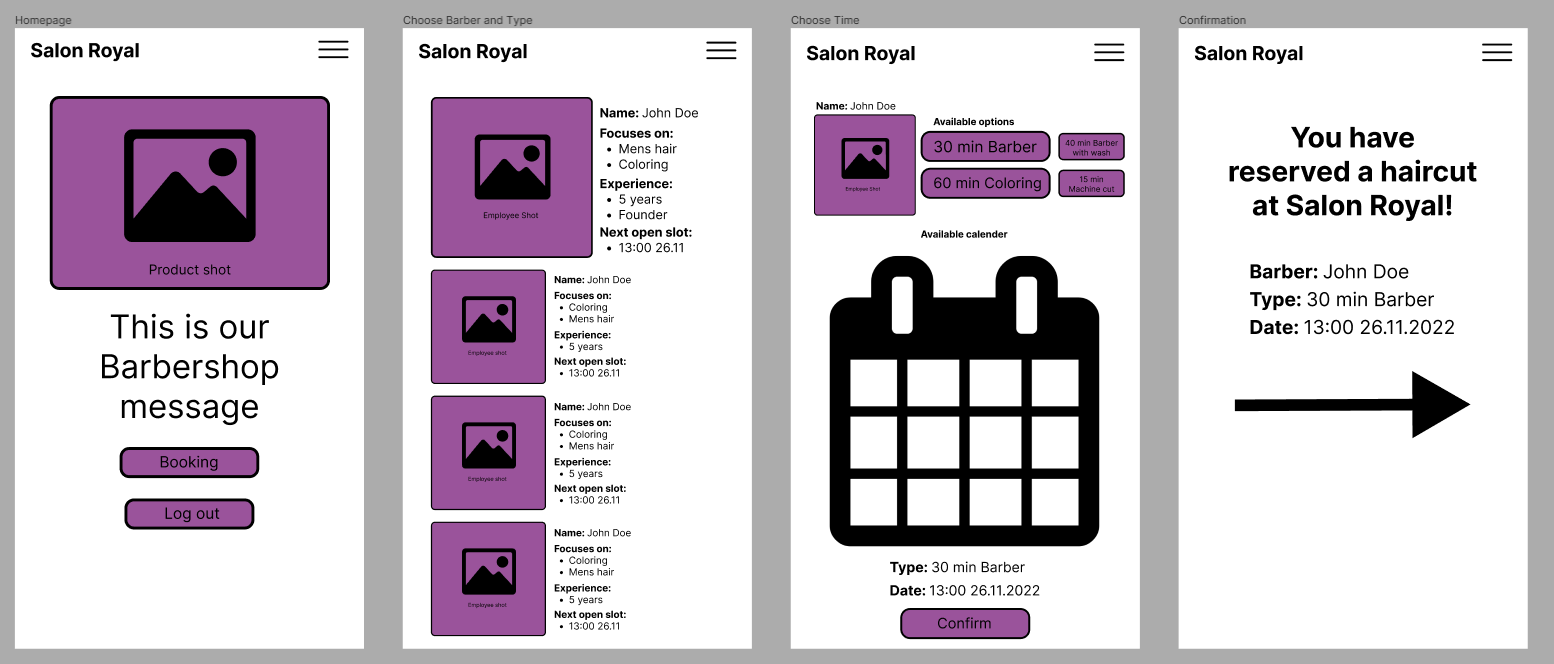 Homepage
Salon Royal
Product shot
This is our
Barbershop
message
Booking
Log out
Choose Barber and Type
Salon Royal
Employee Shot
Name: John Doe
Focuses on:
• Mens hair
• Coloring
Experience:
• 5 years
• Founder
Next open slot:
• 13:00 26.11
Employee shot
Name: John Doe
Focuses on:
• Coloring
• Mens hair
Experience:
• 5 years
Next open slot:
• 13:00 26.11
Employee shot
Name: John Doe
Focuses on:
• Coloring
• Mens hair
Experience:
• 5 years
Next open slot:
• 13:00 26.11
Employee shot
Name: John Doe
Focuses on:
• Coloring
• Mens hair
Experience:
• 5 years
Next open slot:
• 13:00 26.11
Choose Time
Salon Royal
Name: John Doe
Employee Shot
Available options
30 min Barber
40 min Barber
with wash
60 min Coloring
15 min
Machine cut
Available calender
Type: 30 min Barber
Date: 13:00 26.11.2022
Confirm
Confirmation
Salon Royal
You have
reserved a haircut
at Salon Royal!
Barber: John Doe
Type: 30 min Barber
Date: 13:00 26.11.2022